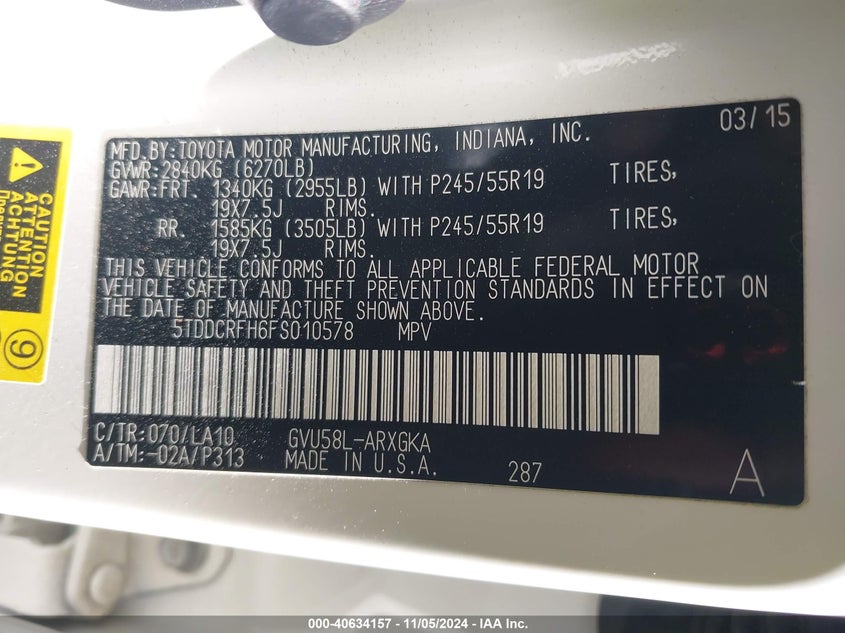 03/15
MFD.BY:TOYOTA MOTOR MANUFACTURING, INDIANA, INC.
GVWR:2840KG (6270LB)
GAWR:FRT. 1340KG (2955LB) WITH P245/55R19 TIRES,
19X7.5J RIMS.
RR. 1585KG (3505LB) WITH P245/55R19 TIRES,
19X7.5J RIMS.
THIS VEHICLE CONFORMS TO ALL APPLICABLE FEDERAL MOTOR
VEHICLE SAFETY AND THEFT PREVENTION STANDARDS IN EFFECT ON
THE DATE OF MANUFACTURE SHOWN ABOVE.
5TDDCRFH6FS010578 MPV
C/TR:070/LA10 GVU58L-ARXGKA
A/TM:-02A/P313 MADE IN U.S.A. 287 A
CAUTION
ATTENTION
ACHTUNG
9
000-40634157 - 11/05/2024 - IAA Inc.